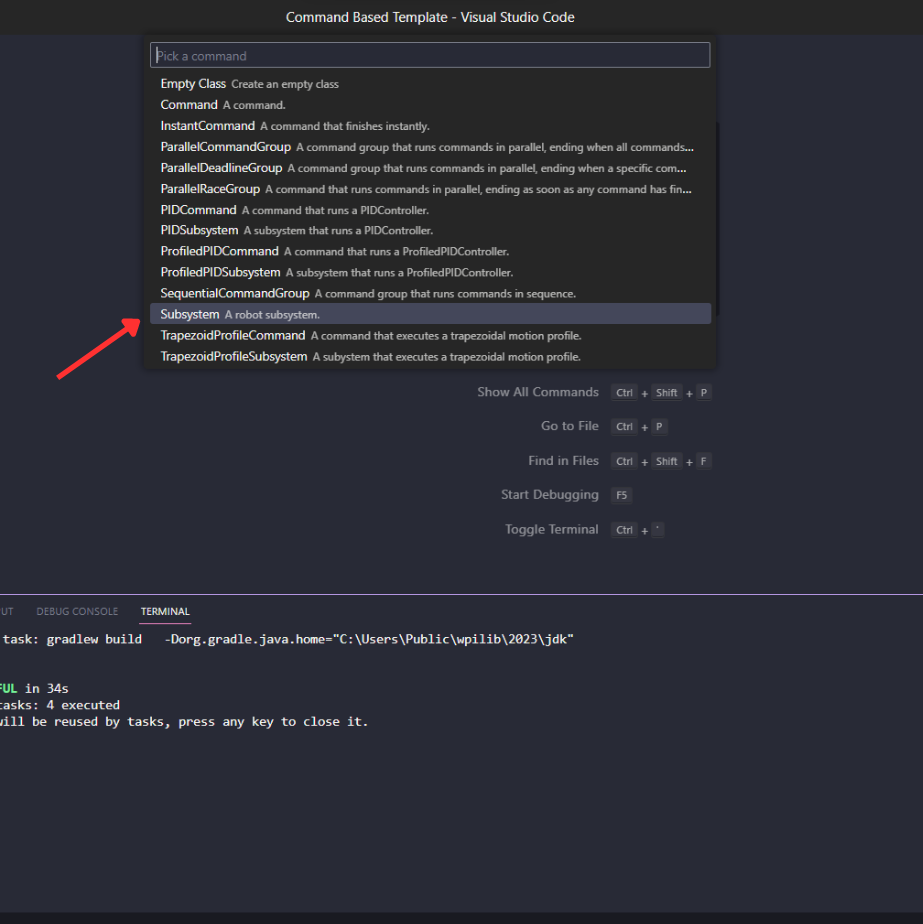 Command Based Template - Visual Studio Code
Pick a command
Empty Class Create an empty class
Command A command.
InstantCommand A command that finishes instantly.
ParallelCommandGroup A command group that runs commands in parallel, ending when all commands...
ParallelDeadlineGroup A command group that runs commands in parallel, ending when a specific com...
ParallelRaceGroup A command that runs commands in parallel, ending as soon as any command has fin...
PIDCommand A command that runs a PIDController.
PIDSubsystem A subsystem that runs a PIDController.
ProfiledPIDCommand A command that runs a ProfiledPIDController.
ProfiledPIDSubsystem A subsystem that runs a ProfiledPIDController.
SequentialCommandGroup A command group that runs commands in sequence.
Subsystem A robot subsystem.
TrapezoidProfileCommand A command that executes a trapezoidal motion profile.
TrapezoidProfileSubsystem A subystem that executes a trapezoidal motion profile.
Show All Commands Ctrl + Shift + P
Go to File Ctrl + P
Find in Files Ctrl + Shift + F
Start Debugging F5
Toggle Terminal Ctrl + `
UT DEBUG CONSOLE TERMINAL
task: gradlew build -Dorg.gradle.java.home="C:\Users\Public\wpilib\2023\jdk"
FUL in 34s
tasks: 4 executed
will be reused by tasks, press any key to close it.